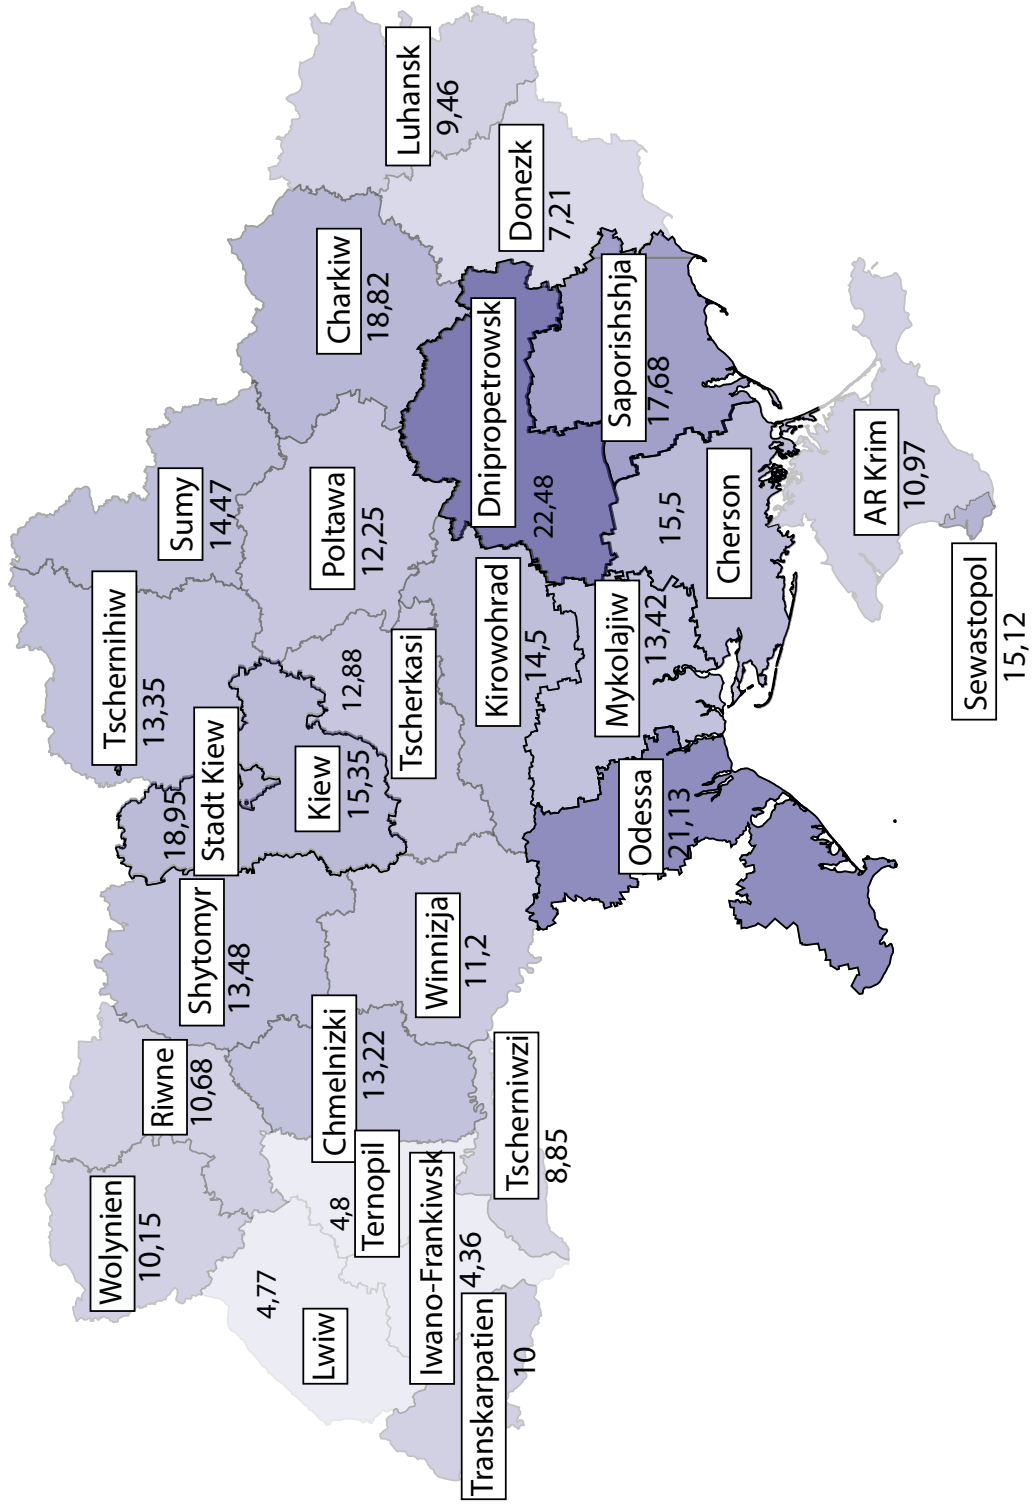 Wolynien
10,15
Riwne
10,68
Shytomyr
13,48
18,95
Stadt Kiew
Tschernihiw
13,35
Sumy
14,47
Lwiw
4,77
4,8
Ternopil
Chmelnizki
13,22
Kiew
15,35
12,88
Tscherkasi
Poltawa
12,25
Charkiw
18,82
Luhansk
9,46
Transkarpatien
10
Iwano-Frankiwsk
4,36
Tscherniwzi
8,85
Winnizja
11,2
Kirowohrad
14,5
Dnipropetrowsk
22,48
Donezk
7,21
Odessa
21,13
Mykolajiw
13,42
15,5
Cherson
Saporishshja
17,68
AR Krim
10,97
Sewastopol
15,12